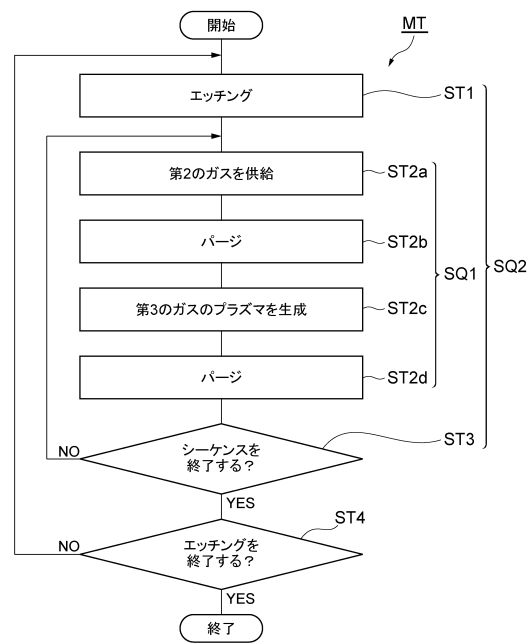 開始
MT
エッチング
ST1
第2のガスを供給
ST2a
パージ
ST2b
SQ1
SQ2
第3のガスのプラズマを生成
ST2c
パージ
ST2d
シーケンスを
終了する?
ST3
NO
YES
エッチングを
終了する?
ST4
NO
YES
終了